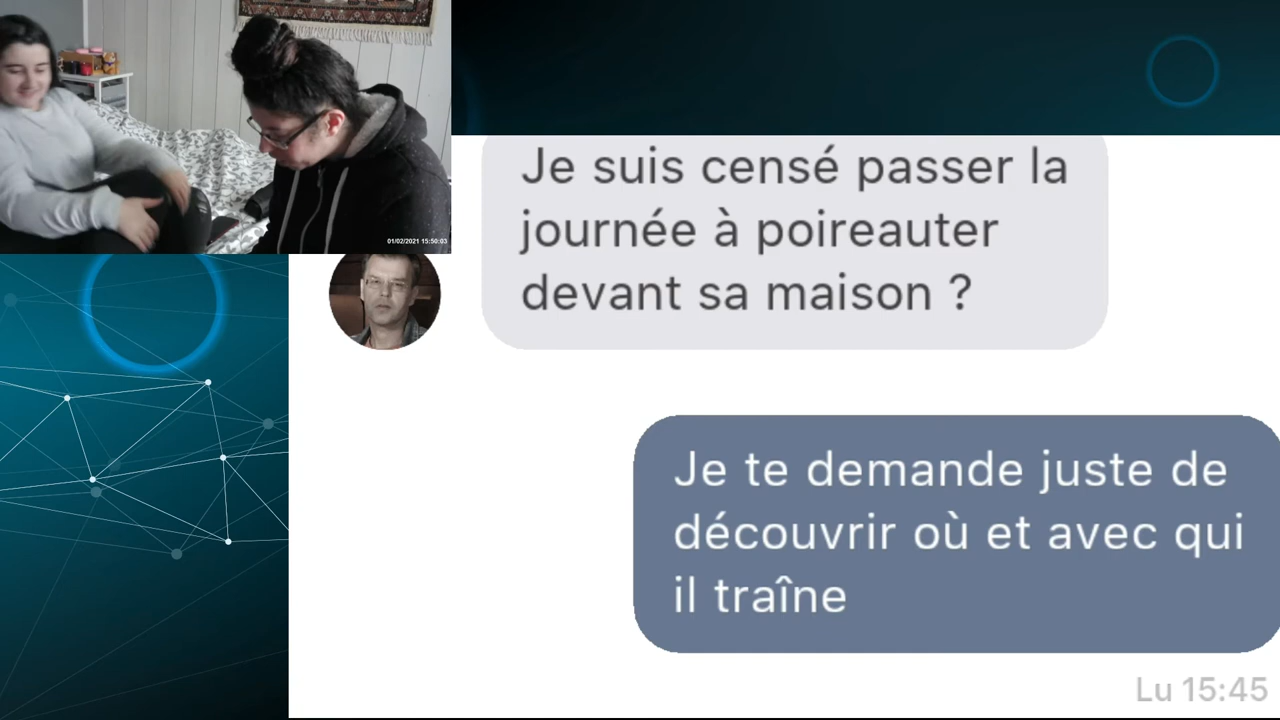 01/02/2021 15:50:03
Je suis censé passer la
journée à poireauter
devant sa maison ?
Je te demande juste de
découvrir où et avec qui
il traîne
Lu 15:45